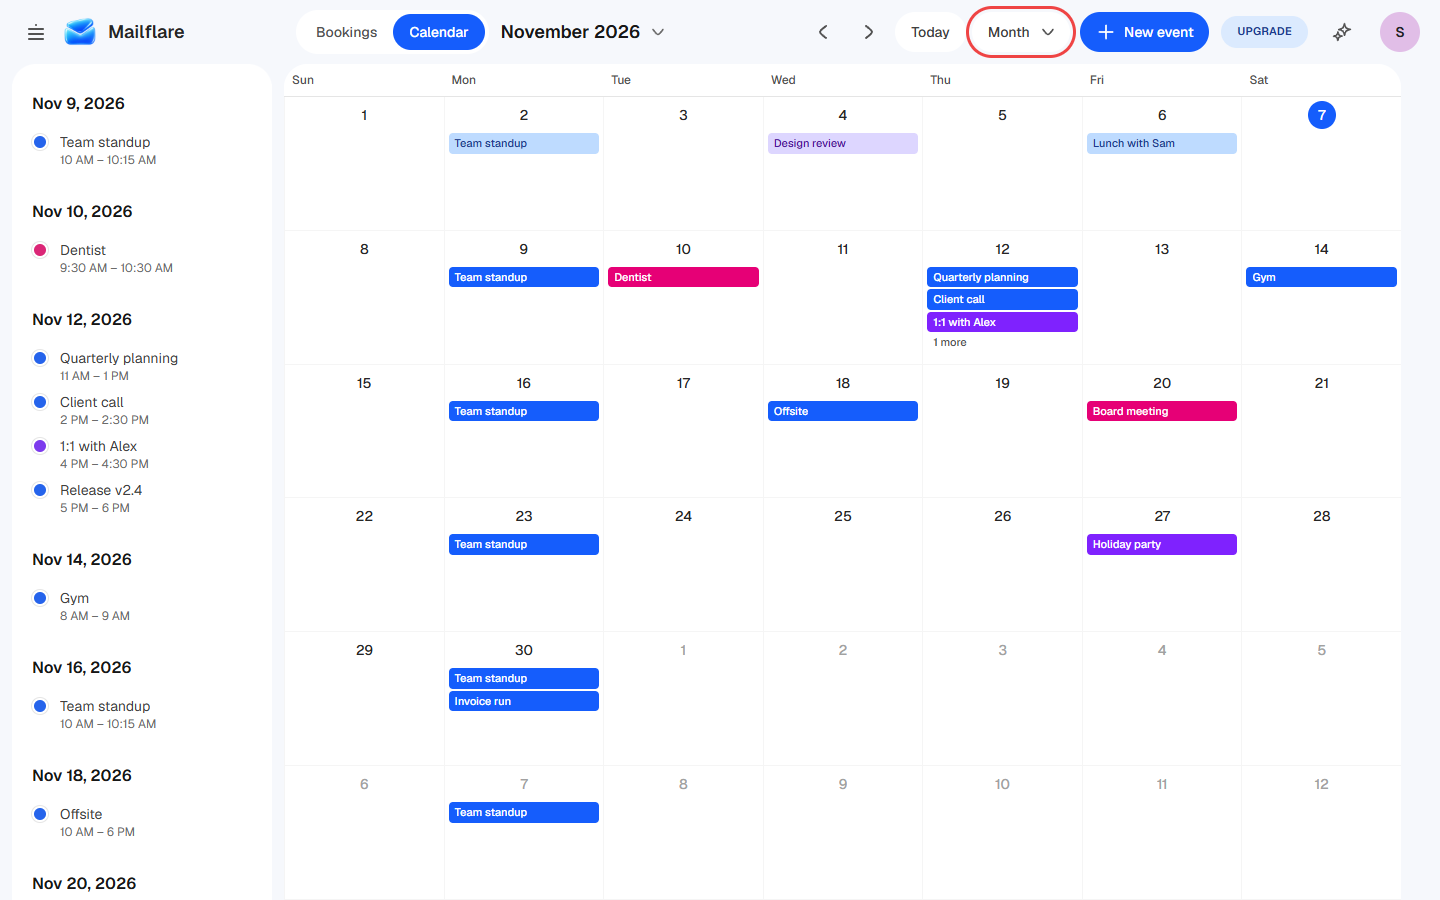 Mailflare
Bookings
Calendar
November 2026
Today
Month
New event
UPGRADE
S
Nov 9, 2026
Team standup
10 AM – 10:15 AM
Nov 10, 2026
Dentist
9:30 AM – 10:30 AM
Nov 12, 2026
Quarterly planning
11 AM – 1 PM
Client call
2 PM – 2:30 PM
1:1 with Alex
4 PM – 4:30 PM
Release v2.4
5 PM – 6 PM
Nov 14, 2026
Gym
8 AM – 9 AM
Nov 16, 2026
Team standup
10 AM – 10:15 AM
Nov 18, 2026
Offsite
10 AM – 6 PM
Nov 20, 2026
Sun Mon Tue Wed Thu Fri Sat
1 2 3 4 5 6 7
Team standup
Design review
Lunch with Sam
8 9 10 11 12 13 14
Team standup
Dentist
Quarterly planning
Client call
1:1 with Alex
1 more
Gym
15 16 17 18 19 20 21
Team standup
Offsite
Board meeting
22 23 24 25 26 27 28
Team standup
Holiday party
29 30 1 2 3 4 5
Team standup
Invoice run
6 7 8 9 10 11 12
Team standup